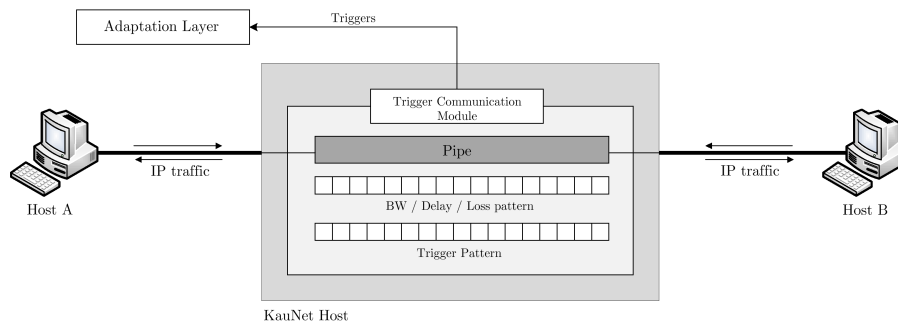 Triggers
Adaptation Layer
Trigger Communication
Module
Pipe
IP traffic
IP traffic
BW / Delay / Loss pattern
Host A
Host B
Trigger Pattern
KauNet Host